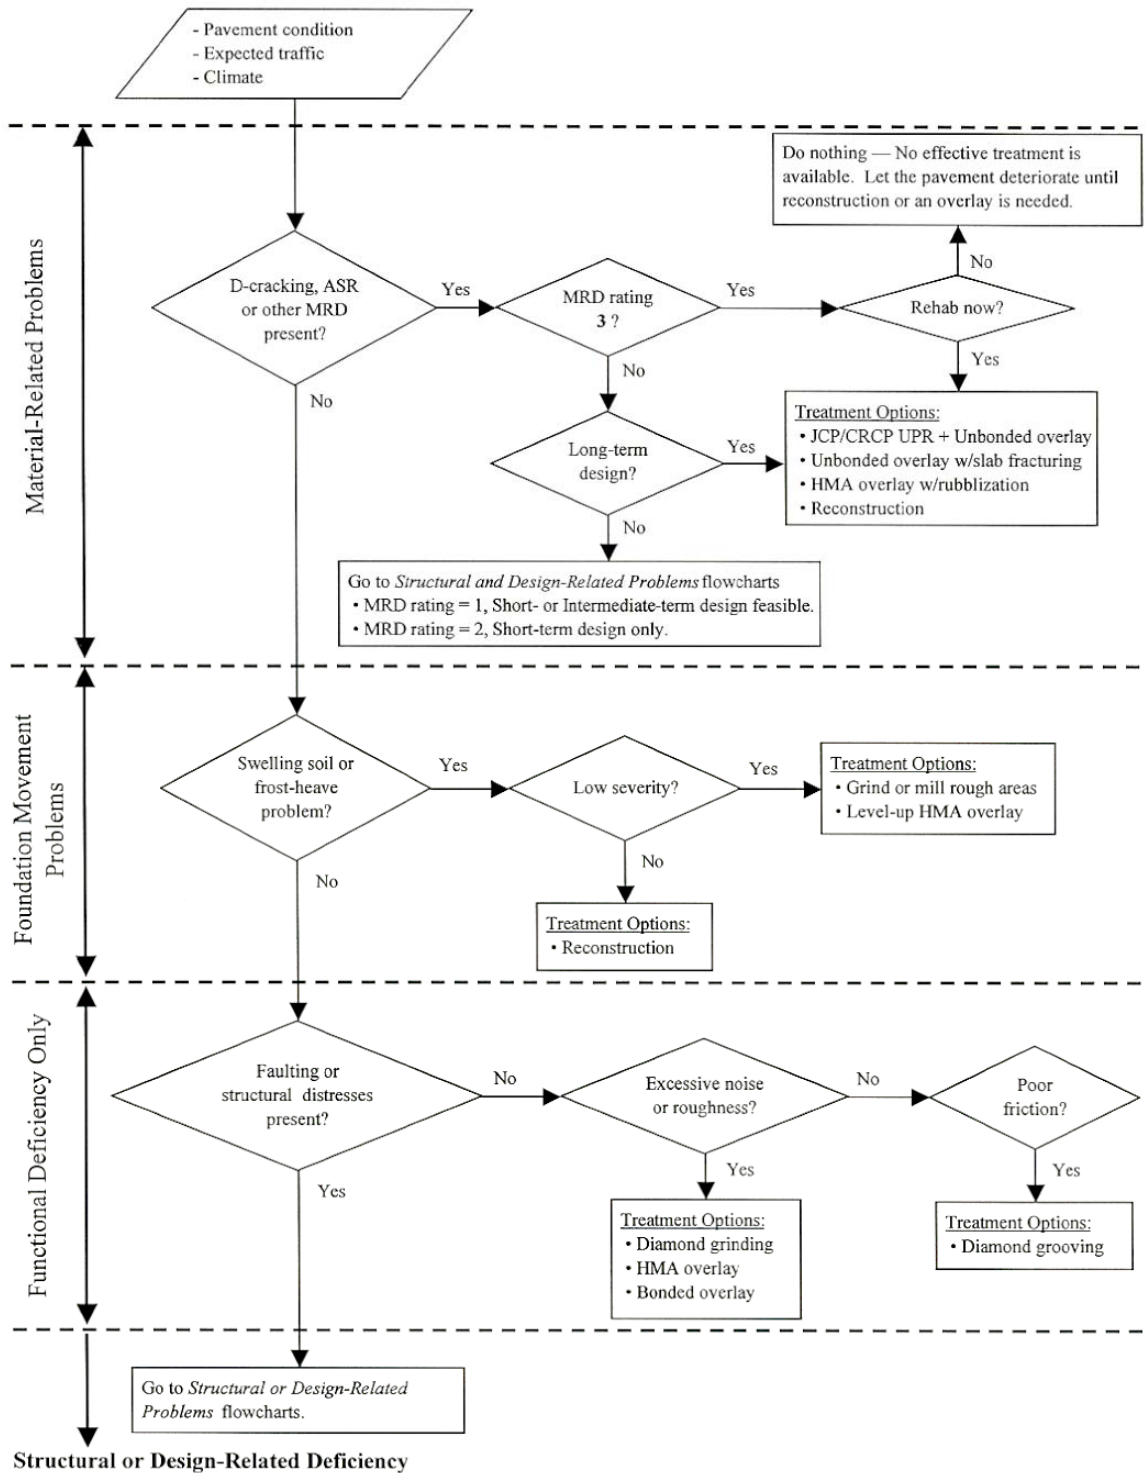 - Pavement condition
- Expected traffic
- Climate
Material-Related Problems
Do nothing — No effective treatment is
available. Let the pavement deteriorate until
reconstruction or an overlay is needed.
No
D-cracking, ASR
or other MRD
present?
Yes
MRD rating
3 ?
Yes
Rehab now?
Yes
No
No
Treatment Options:
• JCP/CRCP UPR + Unbonded overlay
• Unbonded overlay w/slab fracturing
• HMA overlay w/rubblization
• Reconstruction
Long-term
design?
Yes
No
Go to Structural and Design-Related Problems flowcharts
• MRD rating = 1, Short- or Intermediate-term design feasible.
• MRD rating = 2, Short-term design only.
Foundation Movement
Problems
Swelling soil or
frost-heave
problem?
Yes
Low severity?
Yes
Treatment Options:
• Grind or mill rough areas
• Level-up HMA overlay
No
No
Treatment Options:
• Reconstruction
Functional Deficiency Only
Faulting or
structural distresses
present?
No
Excessive noise
or roughness?
No
Poor
friction?
Yes
Yes
Yes
Treatment Options:
• Diamond grinding
• HMA overlay
• Bonded overlay
Treatment Options:
• Diamond grooving
Go to Structural or Design-Related
Problems flowcharts.
Structural or Design-Related Deficiency